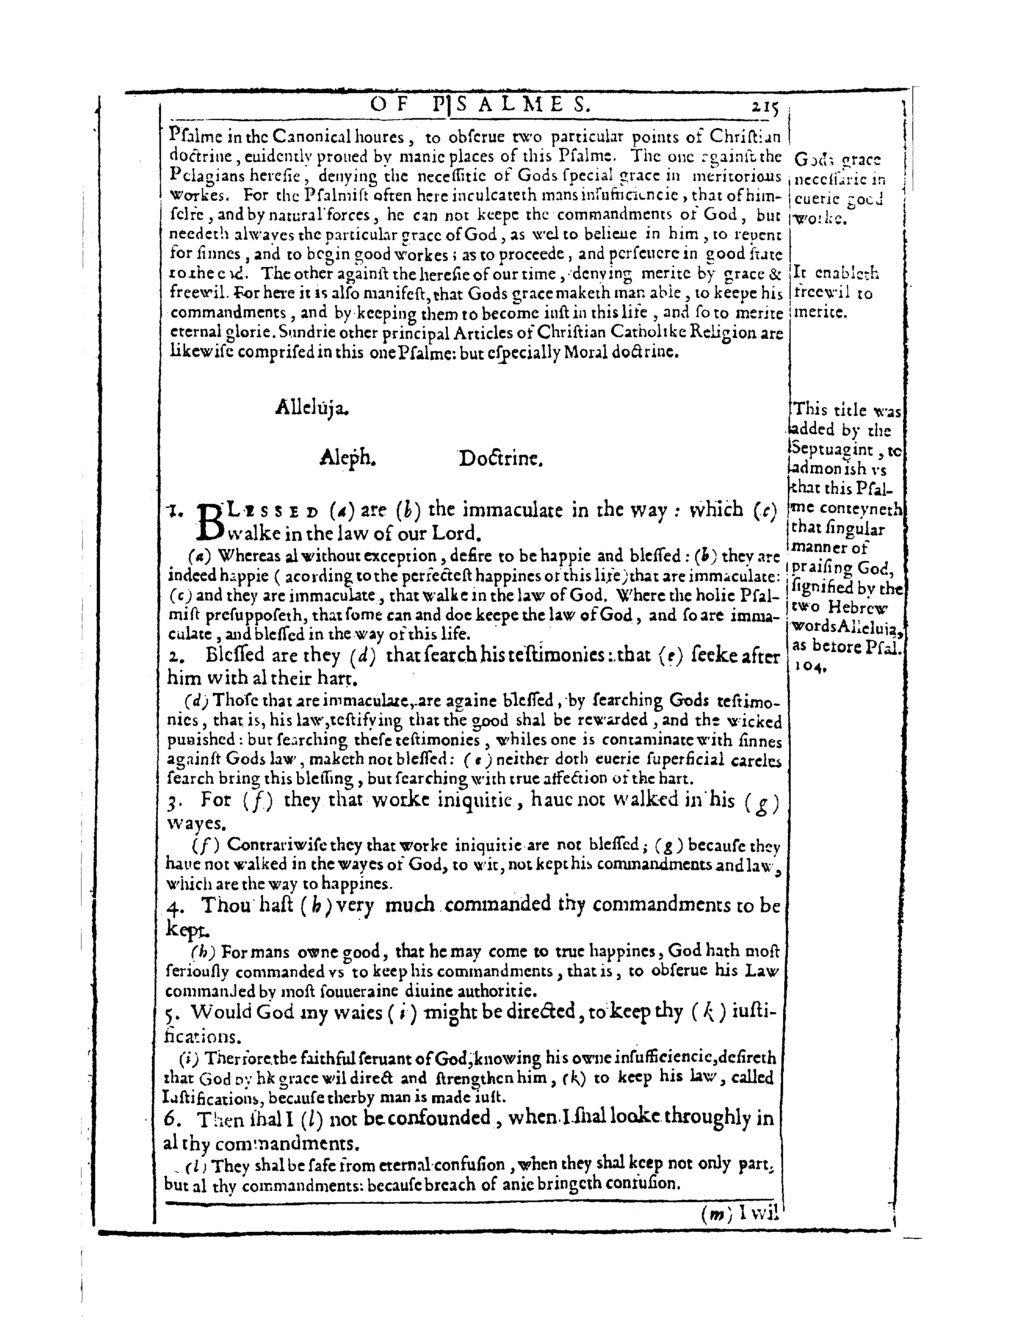 OF PSALMES. 215
Pſalme in the Canonical houres, to obſerue two particular points of Chriſtian
doctrine, euidently proued by manie places of this Pſalme. The one againſt the
Pelagians hereſie, denying the neceſſitie of Gods ſpecial grace in meritorious
workes. For the Pſalmiſt often here inculcateth mans inſufficiencie, that of him-
ſelfe, and by natural forces, he can not keepe the commandments of God, but
needeth alwayes the particular grace of God, as wel to belieue in him, to repent
for ſinnes, and to begin good workes; as to proceede, and perſeuere in good ſtate
to the end. The other againſt the hereſie of our time, denying merite by grace &
freewil. For here it is alſo manifeſt, that Gods grace maketh man able, to keepe his
commandments, and by keeping them to become iuſt in this life, and ſo to merite
eternal glorie. Sundrie other principal Articles of Chriſtian Catholike Religion are
likewiſe compriſed in this one Pſalme: but eſpecially Moral doctrine.
Gods grace
neceſſarie in
euerie good
worke.
It enableth
freewil to
merite.
Alleluja.
Aleph. Doctrine.
1. BLESSED (a) are (b) the immaculate in the way: which (c)
walke in the law of our Lord.
(a) Whereas al without exception, deſire to be happie and bleſſed: (b) they are
indeed happie (acording to the perfecteſt happines of this life) that are immaculate:
(c) and they are immaculate, that walke in the law of God. Where the holie Pſal-
miſt preſuppoſeth, that ſome can and doe keepe the law of God, and ſo are imma-
culate, and bleſſed in the way of this life.
This title was
added by the
Septuagint, to
admonish vs
that this Pſal-
me conteyneth
that ſingular
manner of
praiſing God,
ſignified by the
two Hebrew
words Alleluia,
as before Pſal.
104.
2. Bleſſed are they (d) that ſearch his teſtimonies: that (e) ſeeke after
him with al their hart.
(d) Thoſe that are immaculate, are againe bleſſed, by ſearching Gods teſtimo-
nies, that is, his law, teſtifying that the good shal be rewarded, and the wicked
punished: but ſearching theſe teſtimonies, whiles one is contaminate with ſinnes
againſt Gods law, maketh not bleſſed: (e) neither doth euerie ſuperficial careles
ſearch bring this bleſſing, but ſearching with true affection of the hart.
3. For (f) they that worke iniquitie, haue not walked in his (g)
wayes.
(f) Contrariwiſe they that worke iniquitie are not bleſſed; (g) becauſe they
haue not walked in the wayes of God, to wit, not kept his commandments and law,
which are the way to happines.
4. Thou haſt (h) very much commanded thy commandments to be
kept.
(h) For mans owne good, that he may come to true happines, God hath moſt
ſeriouſly commanded vs to keep his commandments, that is, to obſerue his Law
commanded by moſt ſouueraine diuine authoritie.
5. Would God my waies (i) might be directed, to keep thy (k) iuſti-
fications.
(i) Therfore the faithful ſeruant of God, knowing his owne inſufficiencie, deſireth
that God by his grace wil direct and ſtrengthen him, (k) to keep his law, called
Iuſtifications, becauſe therby man is made iuſt.
6. Then ſhal I (l) not be confounded, when I ſhal looke throughly in
al thy commandments.
(l) They shal be ſafe from eternal confuſion, when they shal keep not only part,
but al thy commandments: becauſe breach of anie bringeth confuſion.
(m) I wil